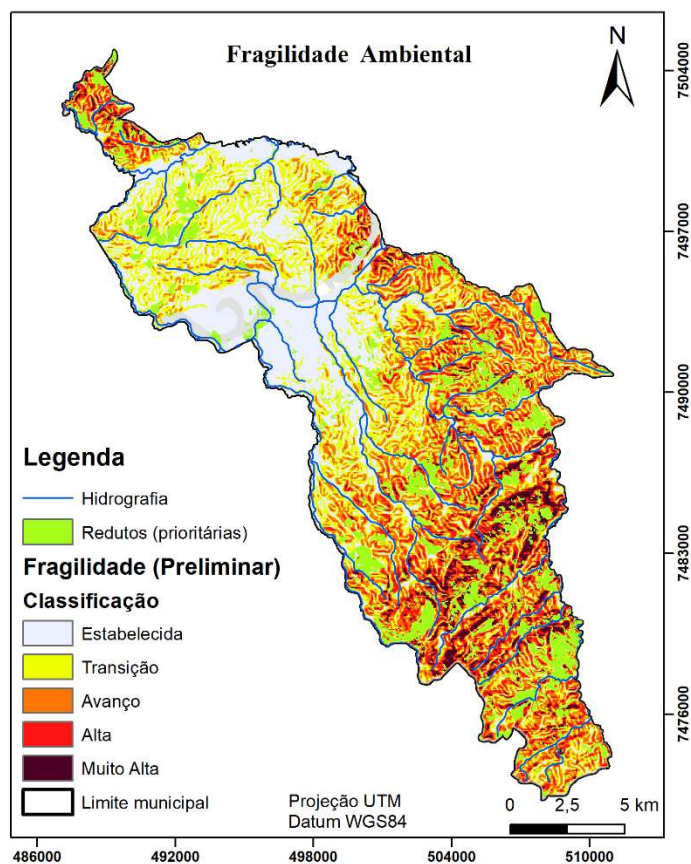 Fragilidade Ambiental
N
7504000
7497000
7490000
7483000
7476000
Legenda
Hidrografia
Redutos (prioritárias)
Fragilidade (Preliminar)
Classificação
Estabelecida
Transição
Avanço
Alta
Muito Alta
Limite municipal
Projeção UTM
Datum WGS84
0 2,5 5 km
486000 492000 498000 504000 510000